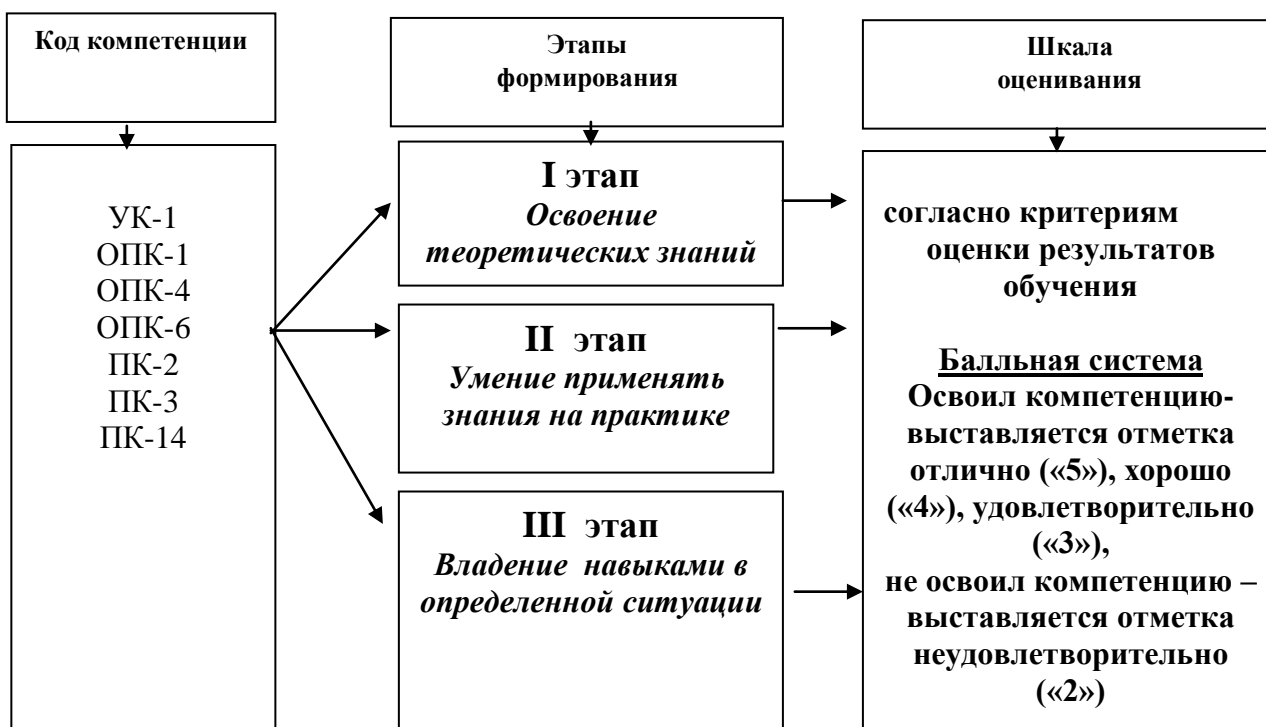 Код компетенции
Этапы
формирования
Шкала
оценивания
УК-1
ОПК-1
ОПК-4
ОПК-6
ПК-2
ПК-3
ПК-14
I этап
Освоение
теоретических знаний
II этап
Умение применять
знания на практике
III этап
Владение навыками в
определенной ситуации
согласно критериям
оценки результатов
обучения
Балльная система
Освоил компетенцию-
выставляется отметка
отлично («5»), хорошо
(«4»), удовлетворительно
(«3»),
не освоил компетенцию –
выставляется отметка
неудовлетворительно
(«2»)